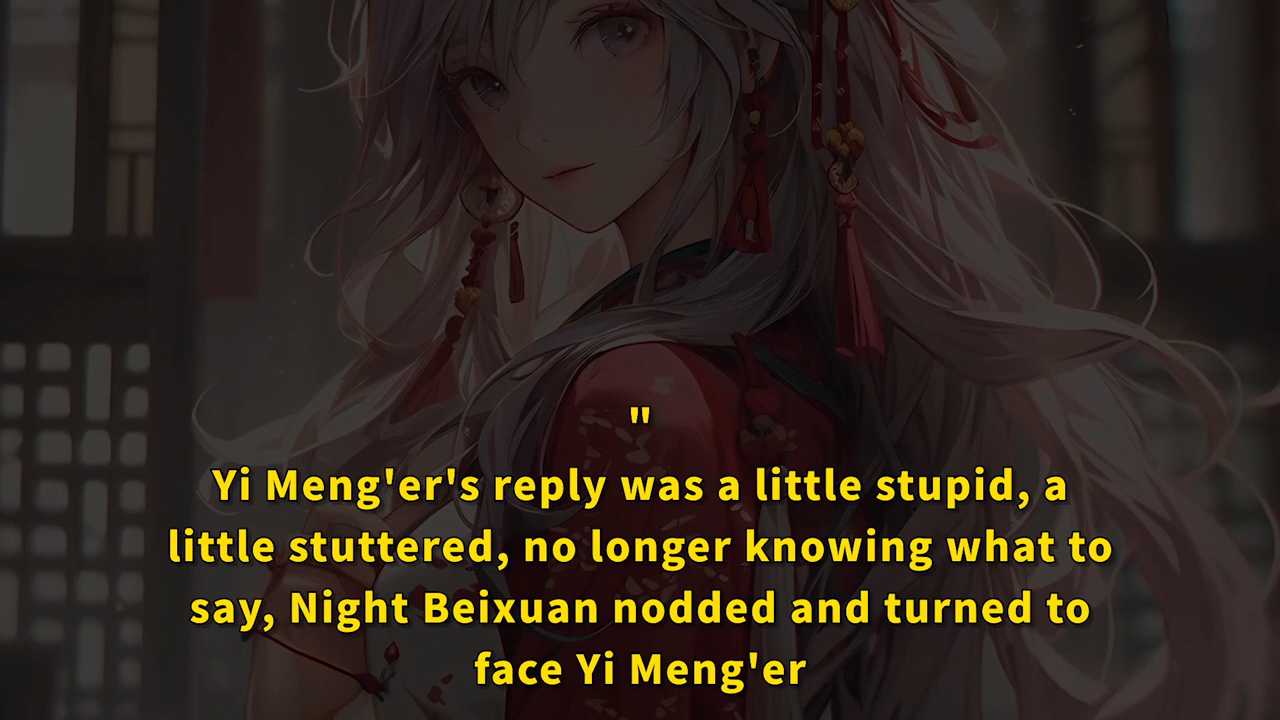 "
Yi Meng'er's reply was a little stupid, a
little stuttered, no longer knowing what to
say, Night Beixuan nodded and turned to
face Yi Meng'er